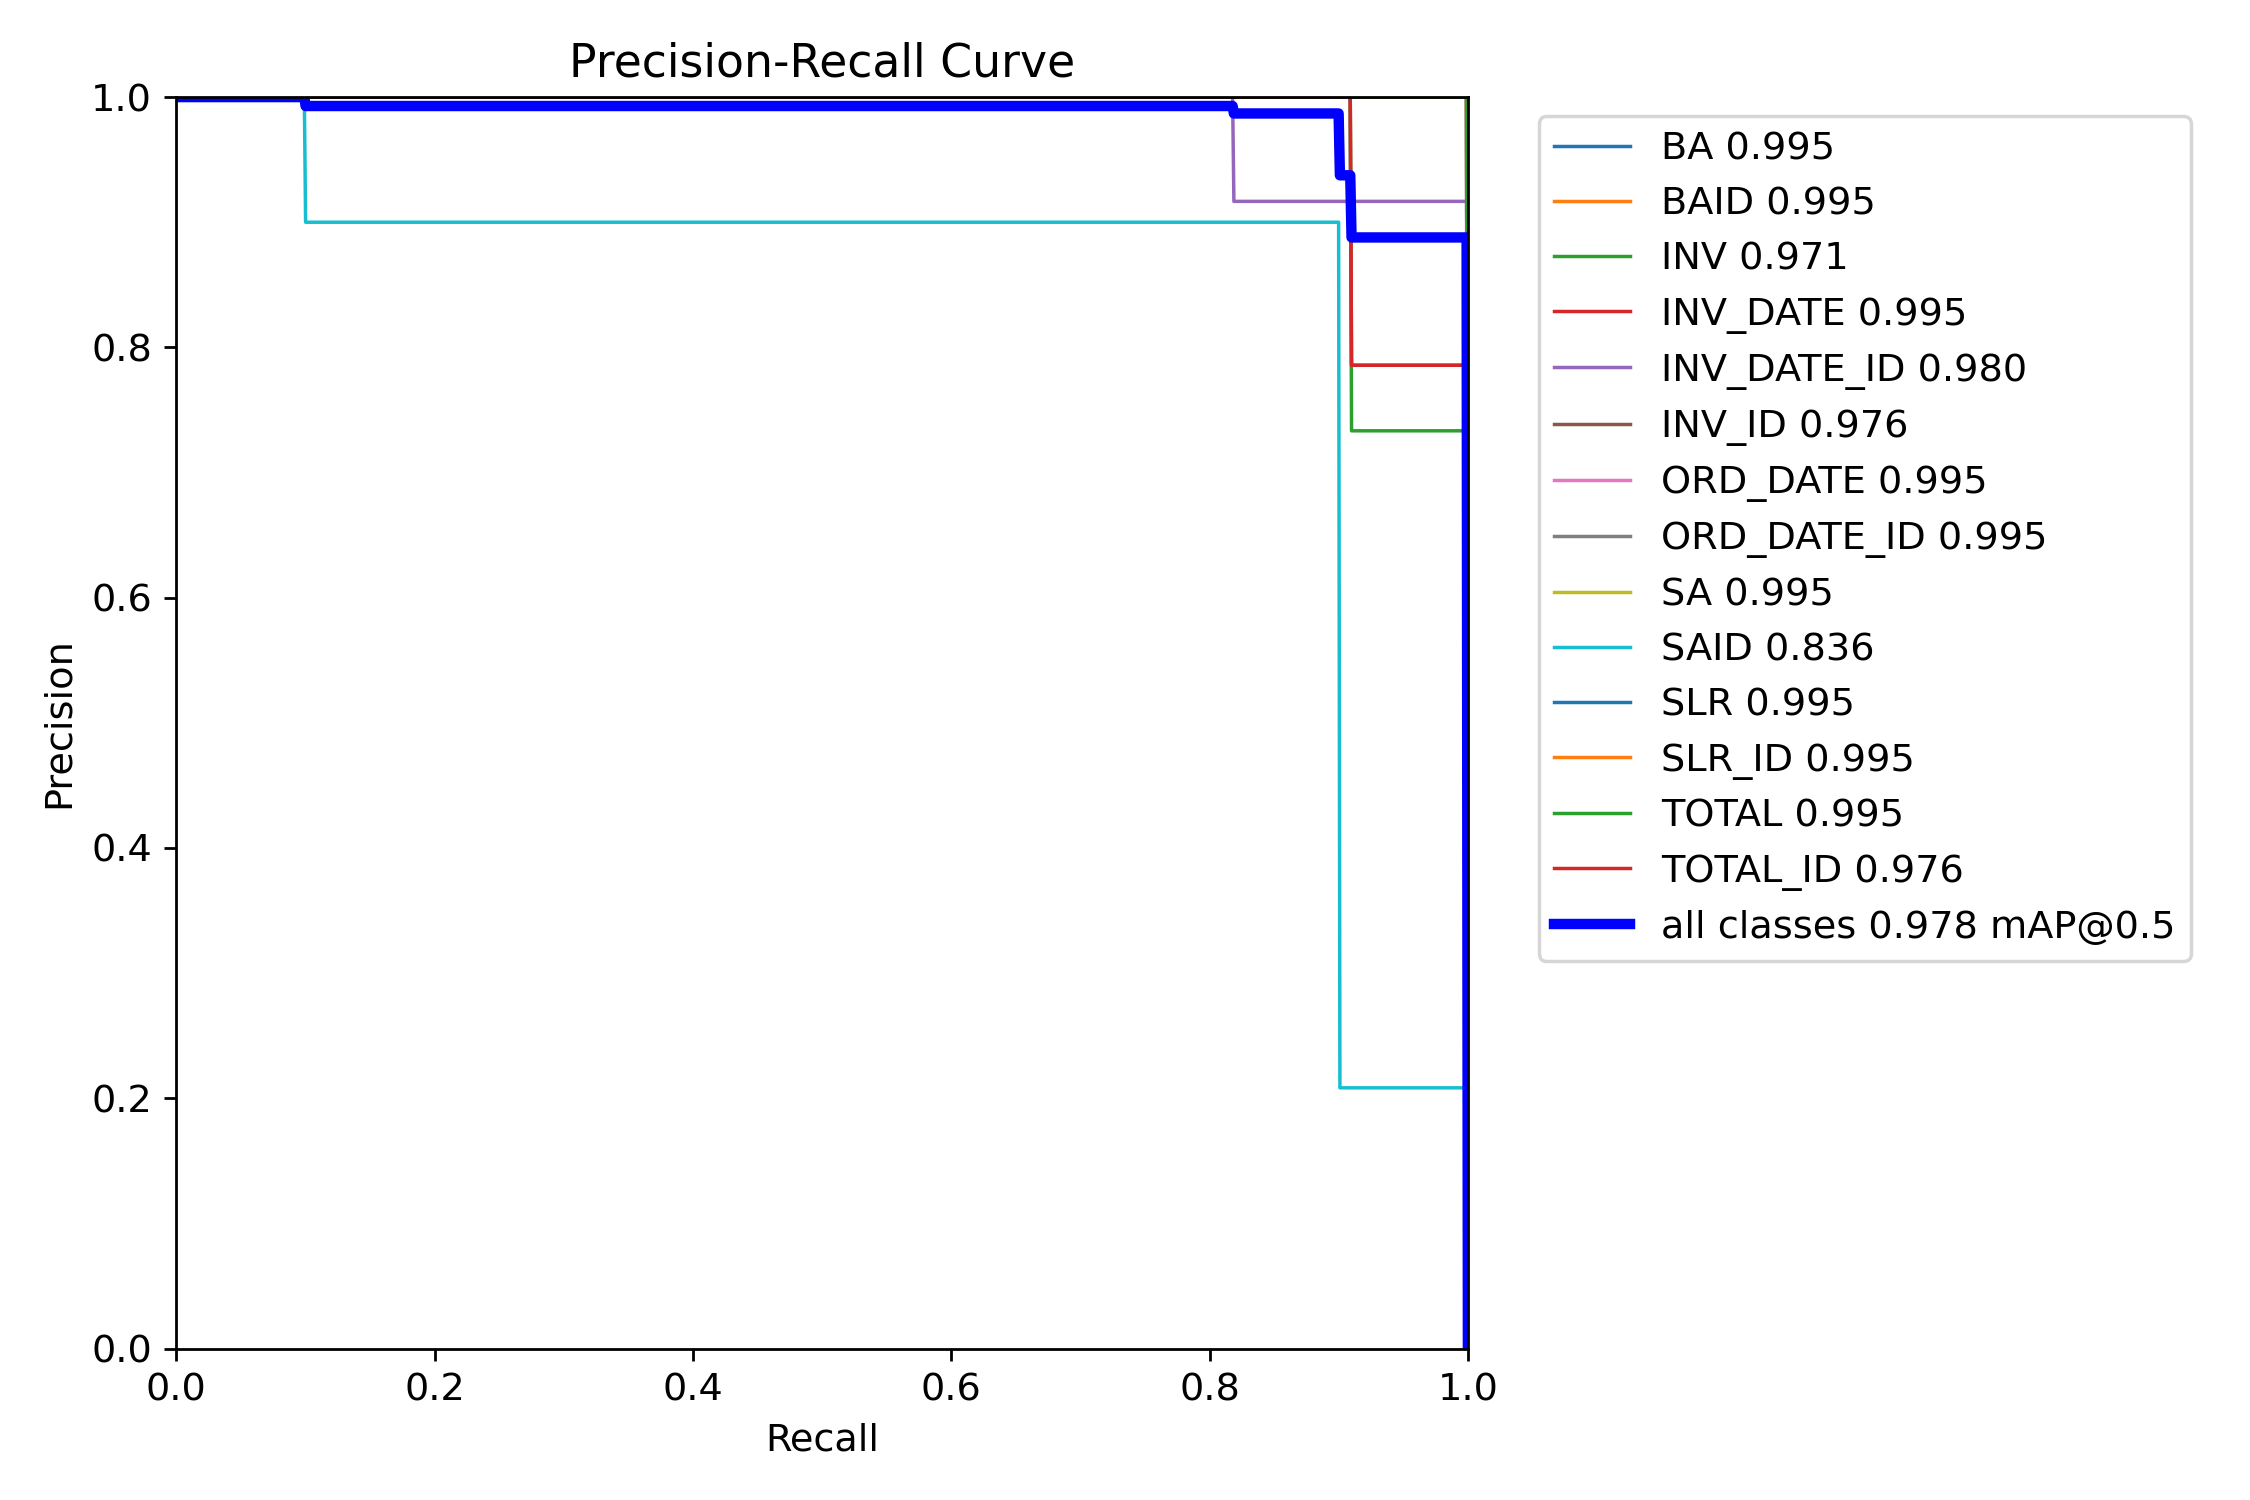 Precision-Recall Curve
1.0
0.8
0.6
0.4
0.2
0.0
Precision
0.0 0.2 0.4 0.6 0.8 1.0
Recall
BA 0.995
BAID 0.995
INV 0.971
INV_DATE 0.995
INV_DATE_ID 0.980
INV_ID 0.976
ORD_DATE 0.995
ORD_DATE_ID 0.995
SA 0.995
SAID 0.836
SLR 0.995
SLR_ID 0.995
TOTAL 0.995
TOTAL_ID 0.976
all classes 0.978 mAP@0.5